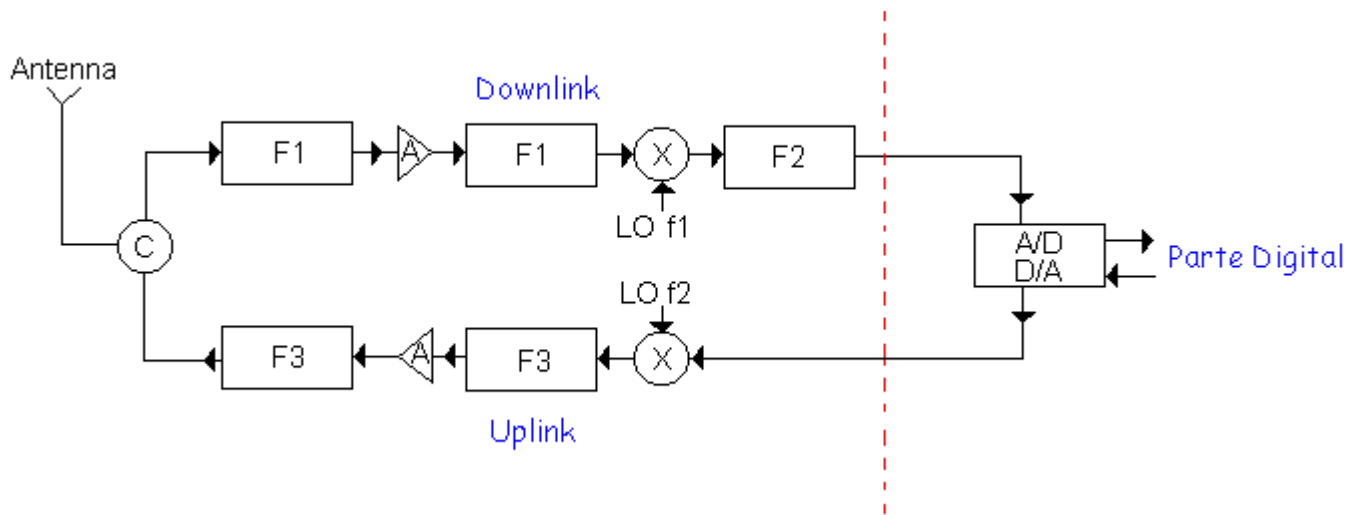 Antenna
Downlink
F1
A
F1
X
F2
LO f1
C
A/D
D/A
Parte Digital
LO f2
F3
A
F3
X
Uplink